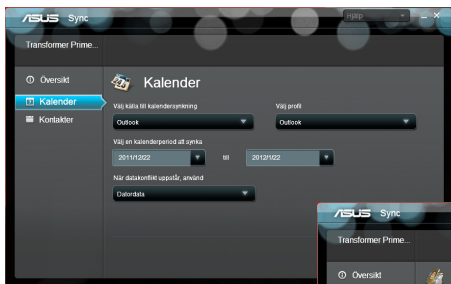 ASUS Sync
Hjälp
Transformer Prime...
Översikt
Kalender
Kontakter
Kalender
Välj källa till kalendersynkning
Välj profil
Outlook
Outlook
Välj en kalenderperiod att synka
2011/12/22
till
2012/1/22
När datakonflikt uppstår, använd
Datordata
ASUS Sync
Transformer Prime...
Översikt